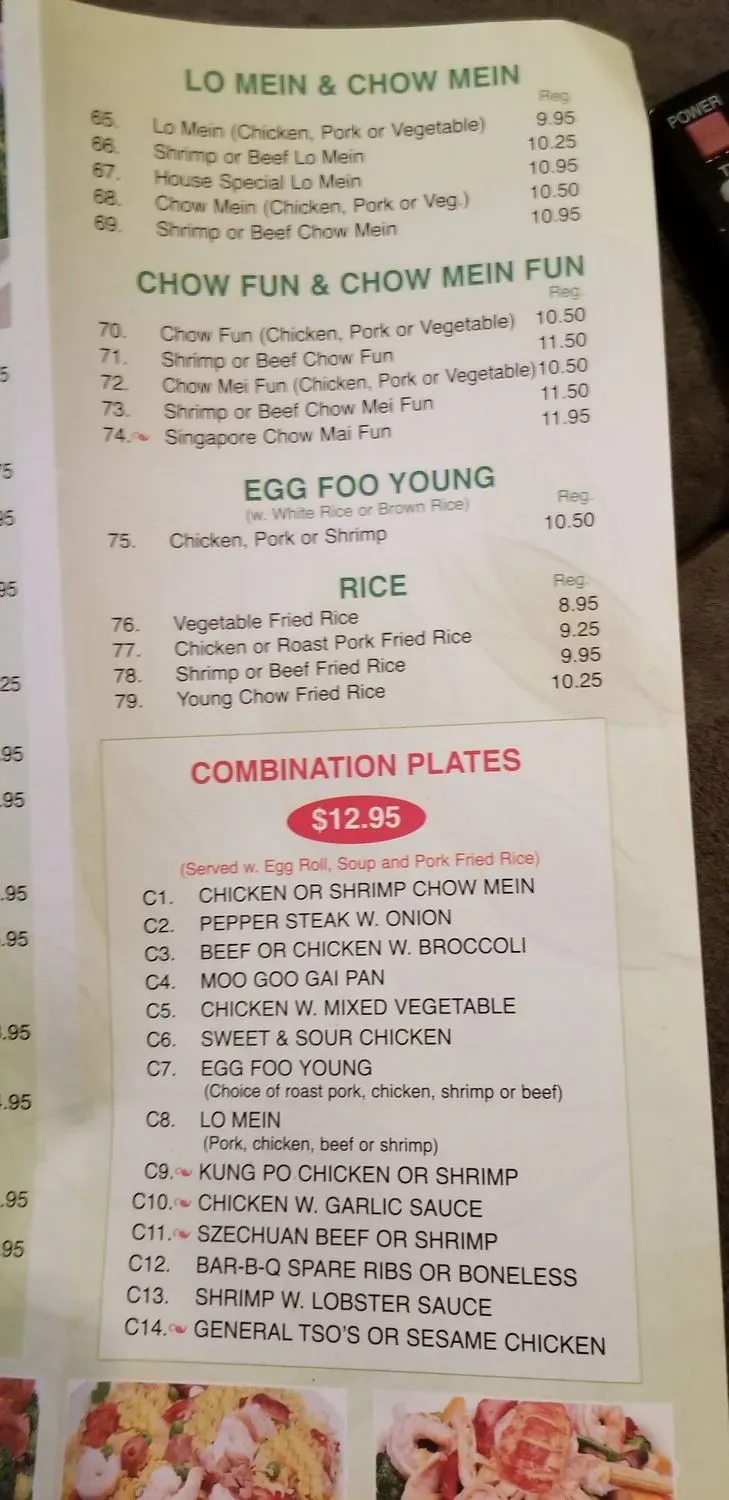 LO MEIN & CHOW MEIN
Reg.
65. Lo Mein (Chicken, Pork or Vegetable) 9.95
66. Shrimp or Beef Lo Mein 10.25
67. House Special Lo Mein 10.95
68. Chow Mein (Chicken, Pork or Veg.) 10.50
69. Shrimp or Beef Chow Mein 10.95
CHOW FUN & CHOW MEIN FUN
Reg.
70. Chow Fun (Chicken, Pork or Vegetable) 10.50
71. Shrimp or Beef Chow Fun 11.50
72. Chow Mei Fun (Chicken, Pork or Vegetable) 10.50
73. Shrimp or Beef Chow Mei Fun 11.50
74. Singapore Chow Mai Fun 11.95
EGG FOO YOUNG
(w. White Rice or Brown Rice) Reg.
75. Chicken, Pork or Shrimp 10.50
RICE Reg.
76. Vegetable Fried Rice 8.95
77. Chicken or Roast Pork Fried Rice 9.25
78. Shrimp or Beef Fried Rice 9.95
79. Young Chow Fried Rice 10.25
COMBINATION PLATES
$12.95
(Served w. Egg Roll, Soup and Pork Fried Rice)
C1. CHICKEN OR SHRIMP CHOW MEIN
C2. PEPPER STEAK W. ONION
C3. BEEF OR CHICKEN W. BROCCOLI
C4. MOO GOO GAI PAN
C5. CHICKEN W. MIXED VEGETABLE
C6. SWEET & SOUR CHICKEN
C7. EGG FOO YOUNG
(Choice of roast pork, chicken, shrimp or beef)
C8. LO MEIN
(Pork, chicken, beef or shrimp)
C9. KUNG PO CHICKEN OR SHRIMP
C10. CHICKEN W. GARLIC SAUCE
C11. SZECHUAN BEEF OR SHRIMP
C12. BAR-B-Q SPARE RIBS OR BONELESS
C13. SHRIMP W. LOBSTER SAUCE
C14. GENERAL TSO'S OR SESAME CHICKEN
POWER